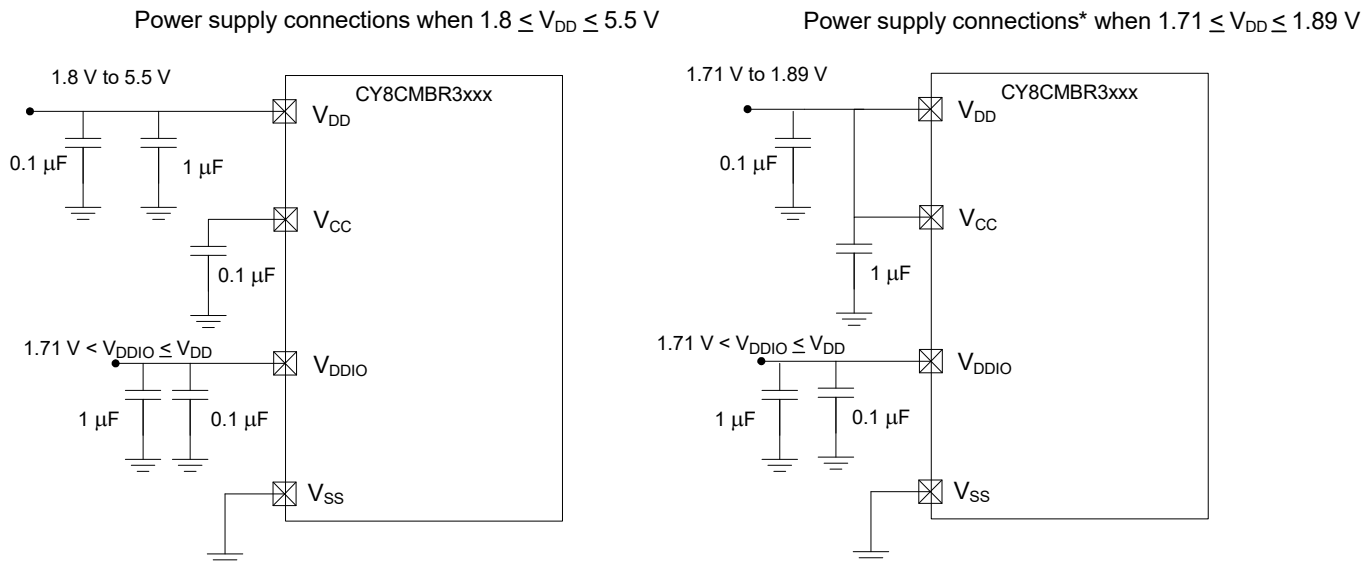 Power supply connections when 1.8 ≤ VDD ≤ 5.5 V
1.8 V to 5.5 V
CY8CMBR3xxx
VDD
0.1 μF
1 μF
VCC
0.1 μF
1.71 V < VDDIO ≤ VDD
VDDIO
1 μF
0.1 μF
VSS
Power supply connections* when 1.71 ≤ VDD ≤ 1.89 V
1.71 V to 1.89 V
CY8CMBR3xxx
VDD
0.1 μF
VCC
1 μF
1.71 V < VDDIO ≤ VDD
VDDIO
1 μF
0.1 μF
VSS